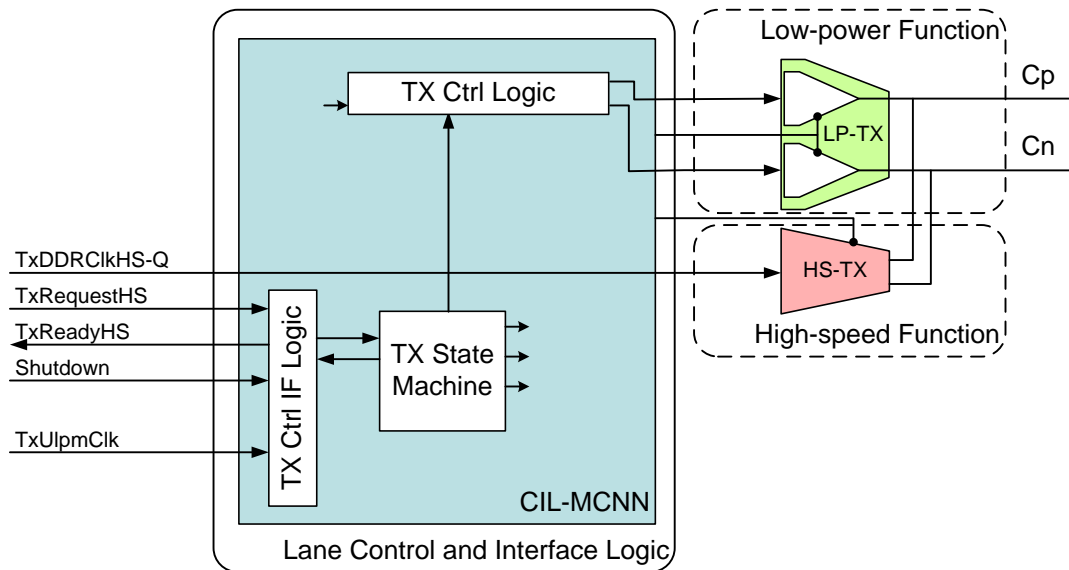 Low-power Function
Cp
TX Ctrl Logic
LP-TX
Cn
TxDDRClkHS-Q
HS-TX
TxRequestHS
TxReadyHS
High-speed Function
Shutdown
TX Ctrl IF Logic
TX State
Machine
TxUlpmClk
CIL-MCNN
Lane Control and Interface Logic